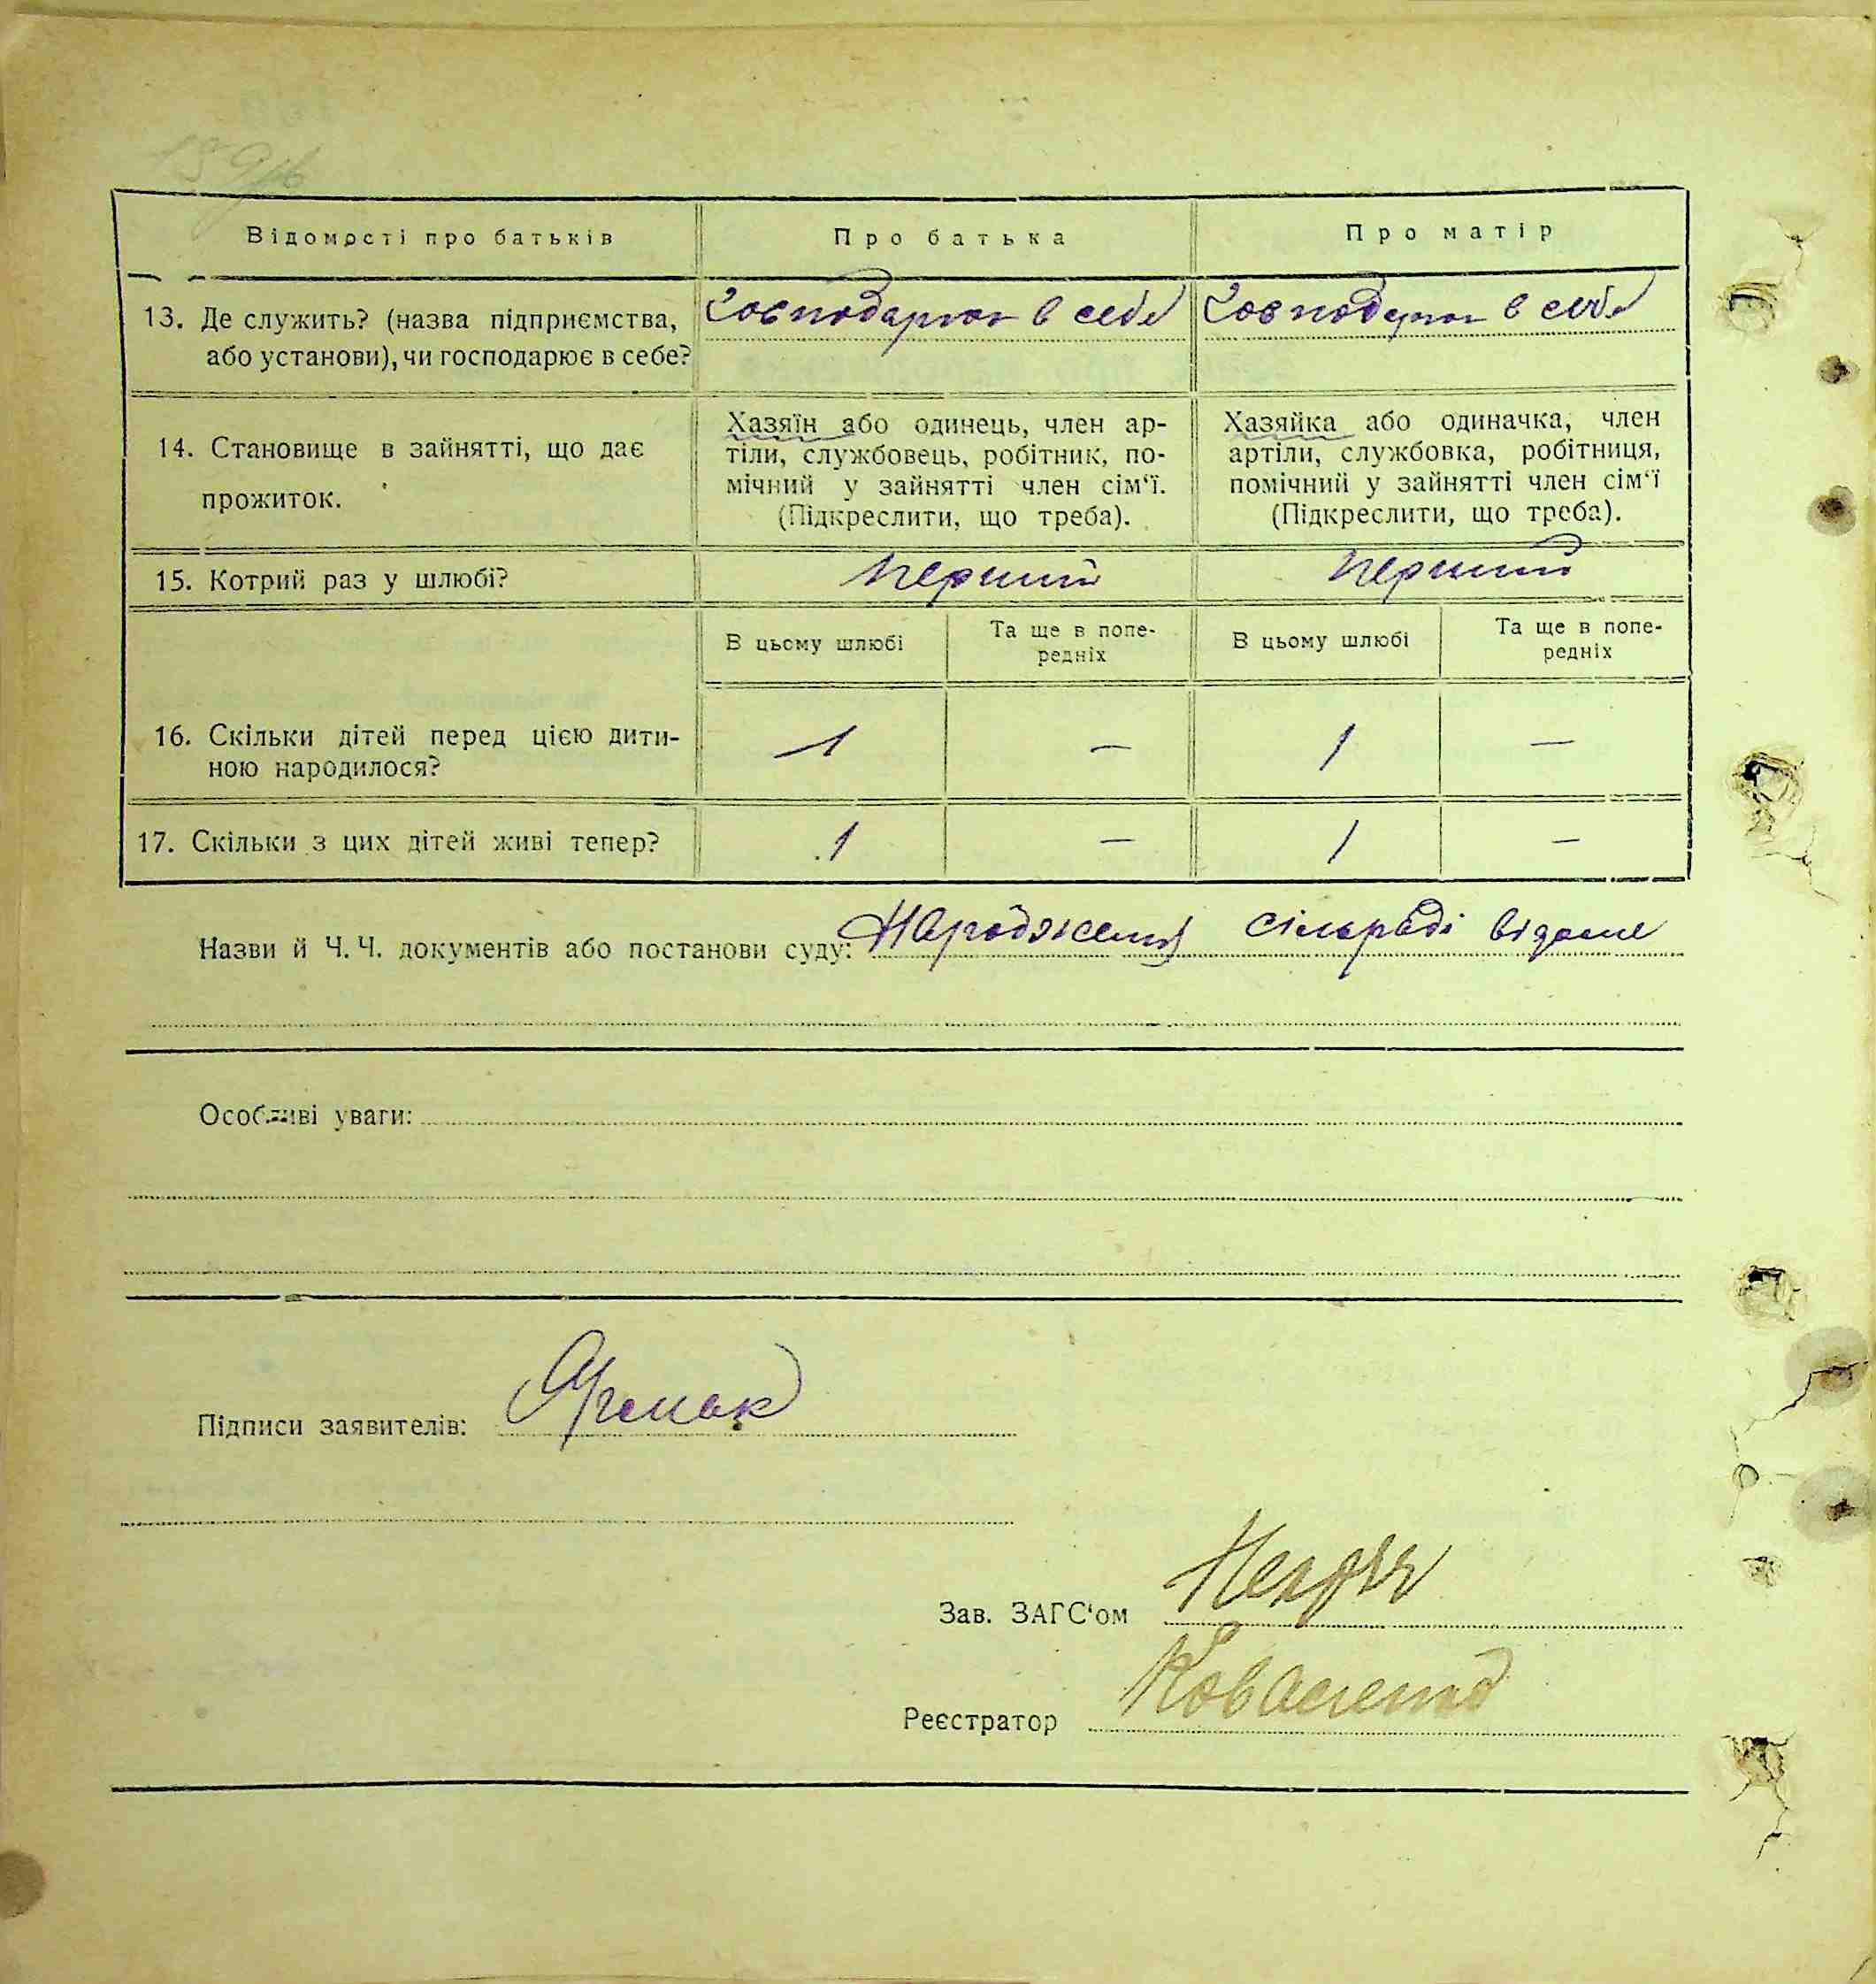 Відомості про батьків
Про батька
Про матір
13. Де служить? (назва підприємства,
або установи), чи господарює в себе?
Господарює в себе
Господарює в себе
14. Становище в зайнятті, що дає
прожиток.
Хазяїн або одинець, член ар-
тіли, службовець, робітник, по-
мічний у зайнятті член сім‘ї.
(Підкреслити, що треба).
Хазяйка або одиначка, член
артіли, службовка, робітниця,
помічний у зайнятті член сім‘ї
(Підкреслити, що треба).
15. Котрий раз у шлюбі?
перший
перший
В цьому шлюбі
Та ще в попе-
редніх
В цьому шлюбі
Та ще в попе-
редніх
16. Скільки дітей перед цією дити-
ною народилося?
1 — 1 —
17. Скільки з цих дітей живі тепер?
1 — 1 —
Назви й Ч. Ч. документів або постанови суду: Народження сільраді відоме
Особливі уваги:
Підписи заявителів:
Зав. ЗАГС‘ом
Реєстратор